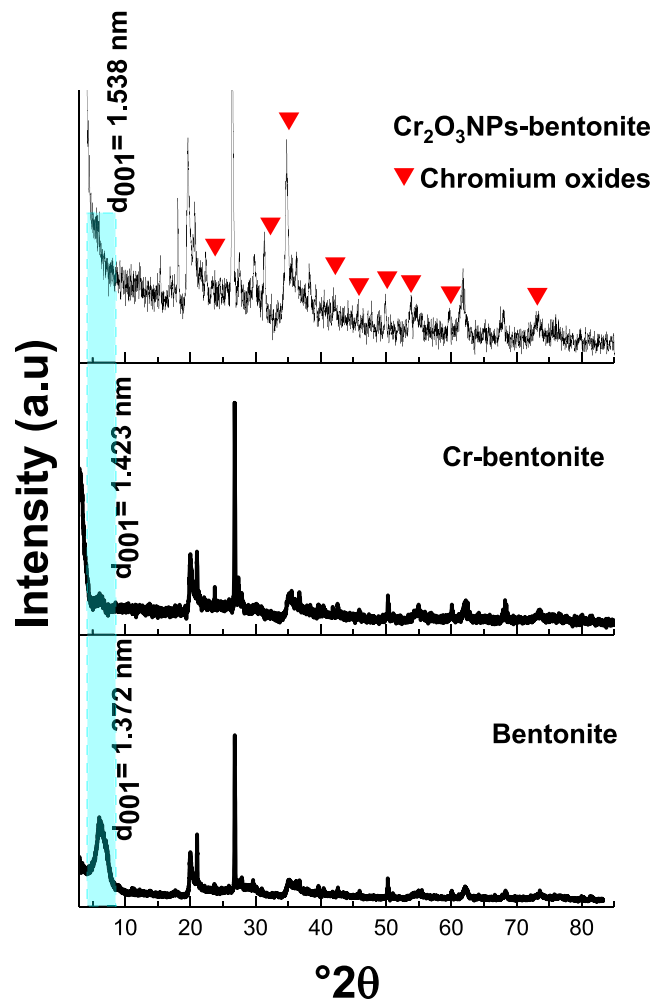 Intensity (a.u)
d001= 1.538 nm
Cr2O3NPs-bentonite
Chromium oxides
d001= 1.423 nm
Cr-bentonite
d001= 1.372 nm
Bentonite
10 20 30 40 50 60 70 80
°2θ